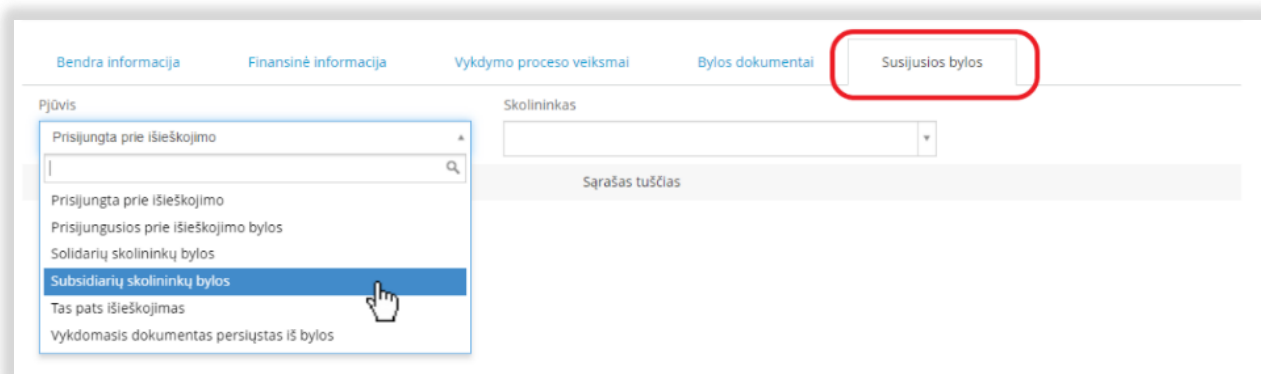 Bendra informacija Finansinė informacija Vykdymo proceso veiksmai Bylos dokumentai Susijusios bylos
Pjūvis Skolininkas
Prisijungta prie išieškojimo
Sąrašas tuščias
Prisijungta prie išieškojimo
Prisijungusios prie išieškojimo bylos
Solidarių skolininkų bylos
Subsidiarių skolininkų bylos
Tas pats išieškojimas
Vykdomasis dokumentas persiųstas iš bylos